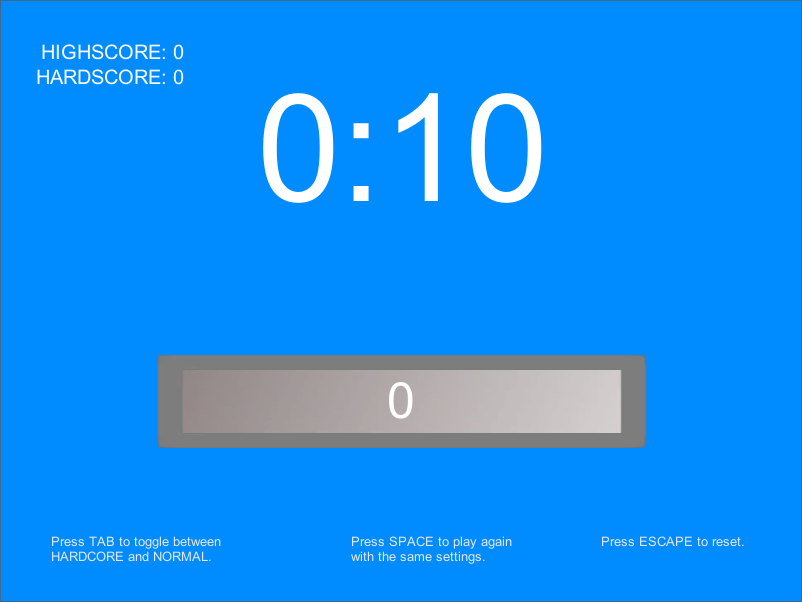 HIGHSCORE: 0
HARDSCORE: 0
0:10
0
Press TAB to toggle between
HARDCORE and NORMAL.
Press SPACE to play again
with the same settings.
Press ESCAPE to reset.